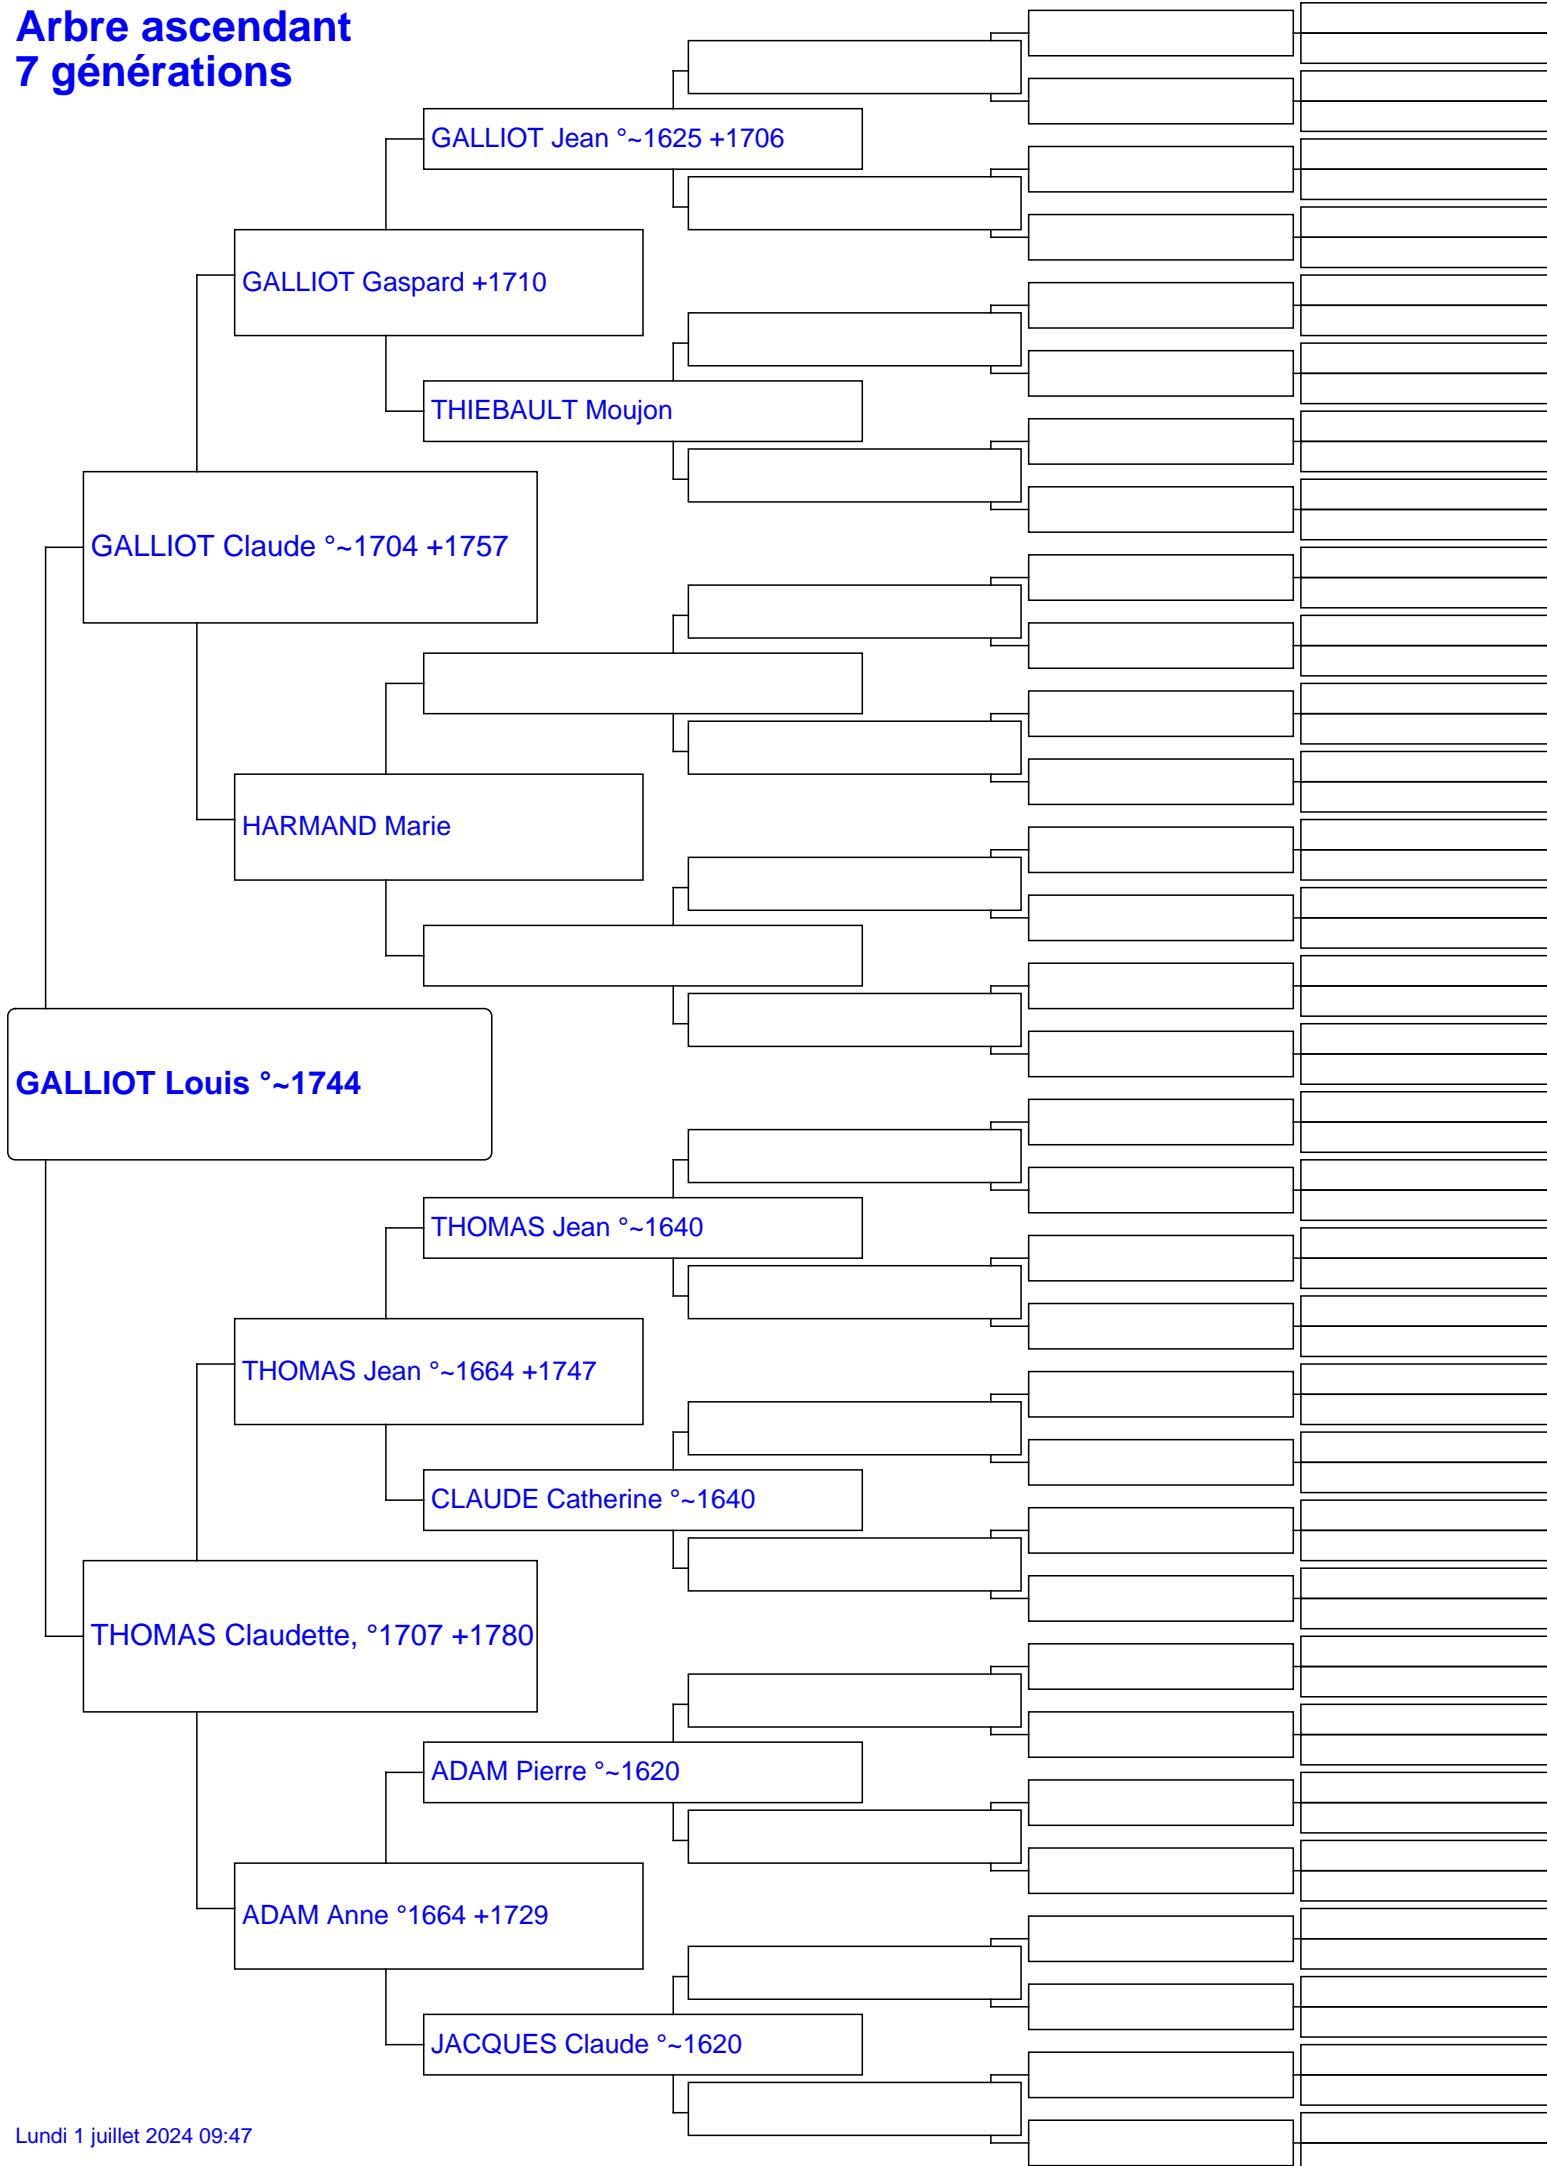 Arbre ascendant
7 générations
GALLIOT Jean °~1625 +1706
GALLIOT Gaspard +1710
THIEBAULT Moujon
GALLIOT Claude °~1704 +1757
HARMAND Marie
GALLIOT Louis °~1744
THOMAS Jean °~1640
THOMAS Jean °~1664 +1747
CLAUDE Catherine °~1640
THOMAS Claudette, °1707 +1780
ADAM Pierre °~1620
ADAM Anne °1664 +1729
JACQUES Claude °~1620
Lundi 1 juillet 2024 09:47